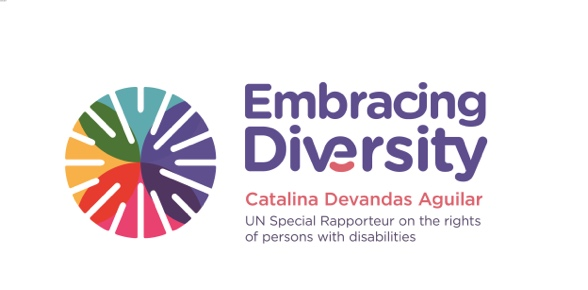 Embracing
Diversity
Catalina Devandas Aguilar
UN Special Rapporteur on the rights
of persons with disabilities